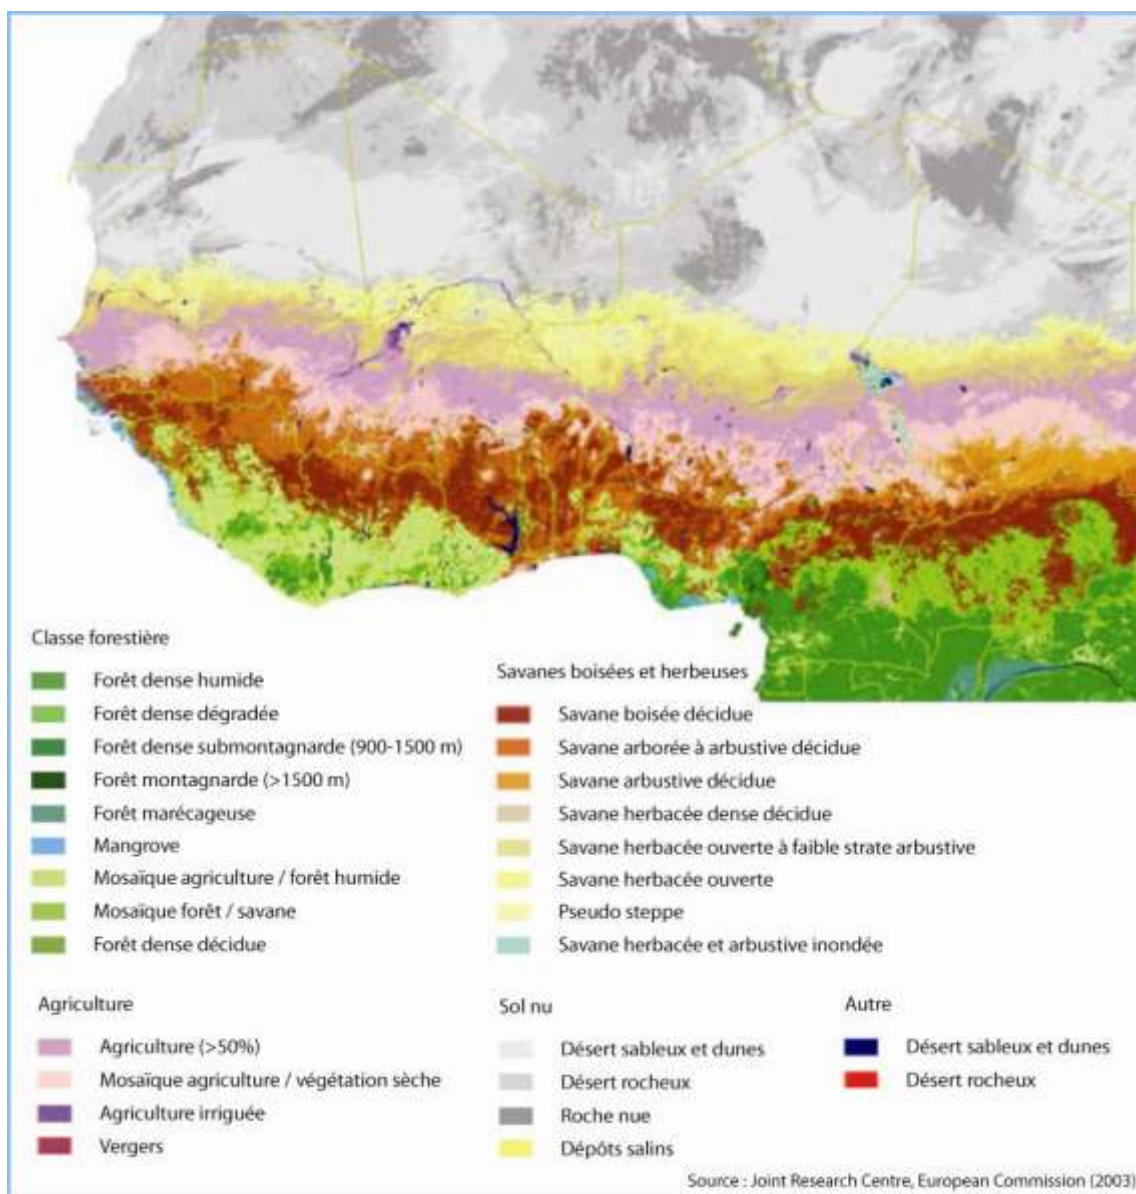 Classe forestière
Forêt dense humide
Forêt dense dégradée
Forêt dense submontagnarde (900-1500 m)
Forêt montagnarde (>1500 m)
Forêt marécageuse
Mangrove
Mosaïque agriculture / forêt humide
Mosaïque forêt / savane
Forêt dense décidue
Savanes boisées et herbeuses
Savane boisée décidue
Savane arborée à arbustive décidue
Savane arbustive décidue
Savane herbacée dense décidue
Savane herbacée ouverte à faible strate arbustive
Savane herbacée ouverte
Pseudo steppe
Savane herbacée et arbustive inondée
Agriculture
Agriculture (>50%)
Mosaïque agriculture / végétation sèche
Agriculture irriguée
Vergers
Sol nu
Désert sableux et dunes
Désert rocheux
Roche nue
Dépôts salins
Autre
Désert sableux et dunes
Désert rocheux
Source : Joint Research Centre, European Commission (2003)